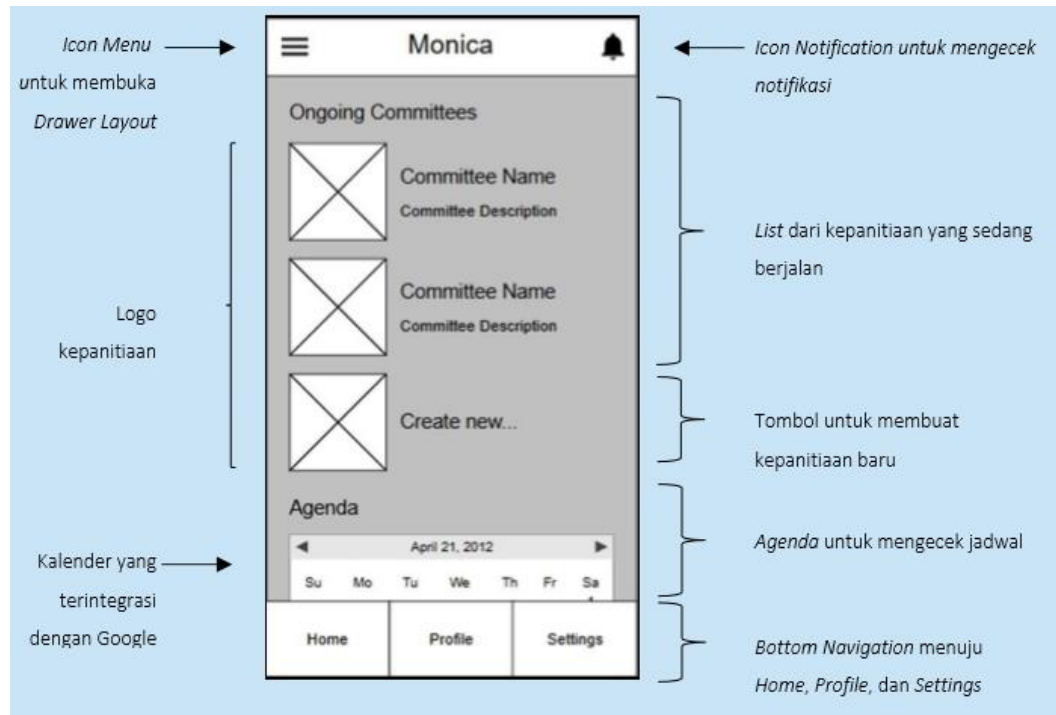 Icon Menu
untuk membuka
Drawer Layout
Logo
kepanitiaan
Kalender yang
terintegrasi
dengan Google
Monica
Ongoing Committees
Committee Name
Committee Description
Committee Name
Committee Description
Create new...
Agenda
April 21, 2012
Su Mo Tu We Th Fr Sa
Home Profile Settings
Icon Notification untuk mengecek
notifikasi
List dari kepanitiaan yang sedang
berjalan
Tombol untuk membuat
kepanitiaan baru
Agenda untuk mengecek jadwal
Bottom Navigation menuju
Home, Profile, dan Settings